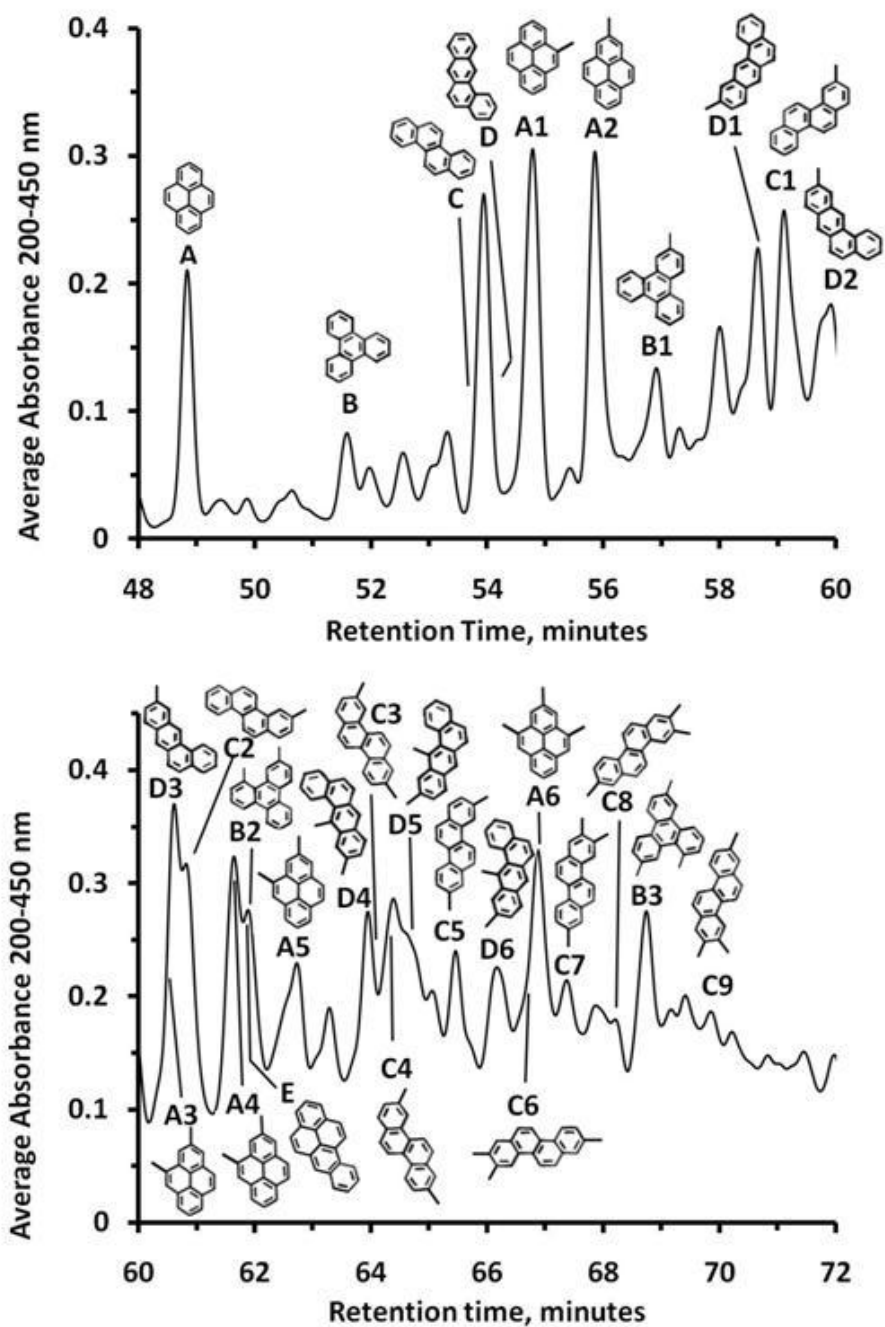 Average Absorbance 200-450 nm
0.4
0.3
0.2
0.1
0
A
B
C
D
A1
A2
B1
D1
C1
D2
48 50 52 54 56 58 60
Retention Time, minutes
Average Absorbance 200-450 nm
0.4
0.3
0.2
0.1
0
D3
C2
B2
A5
D4
C3
D5
C5
D6
A6
C7
C8
B3
C9
A3
A4
E
C4
C6
60 62 64 66 68 70 72
Retention time, minutes